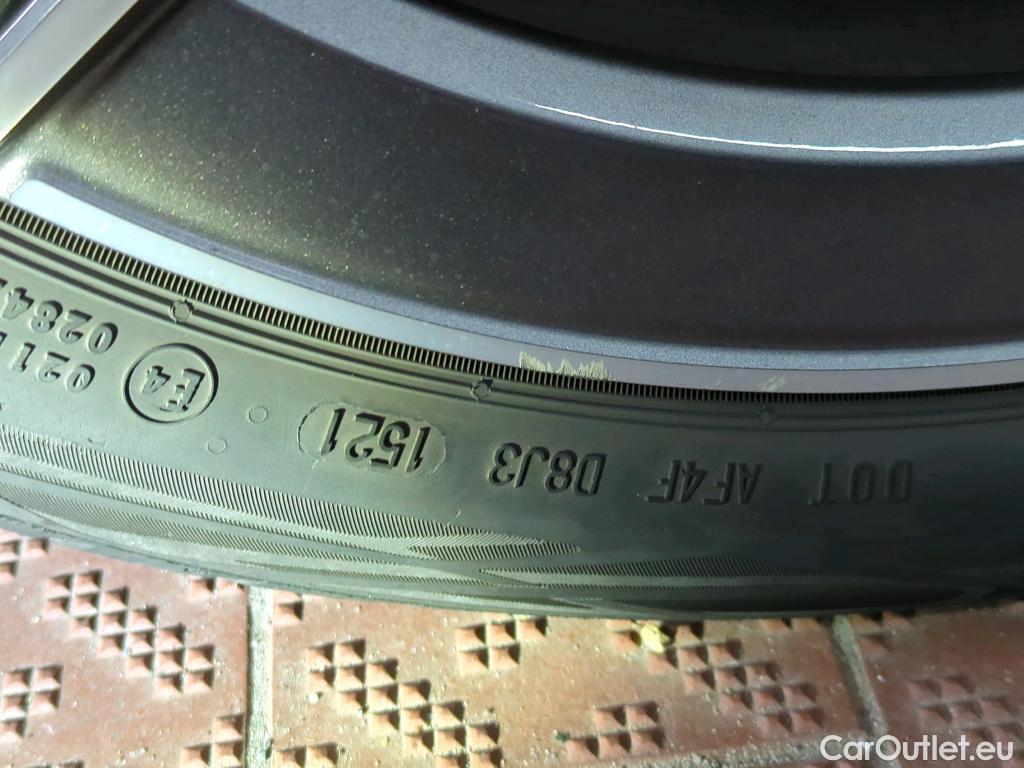 DOT AF4F D8J3 1521
E4
CarOutlet.eu